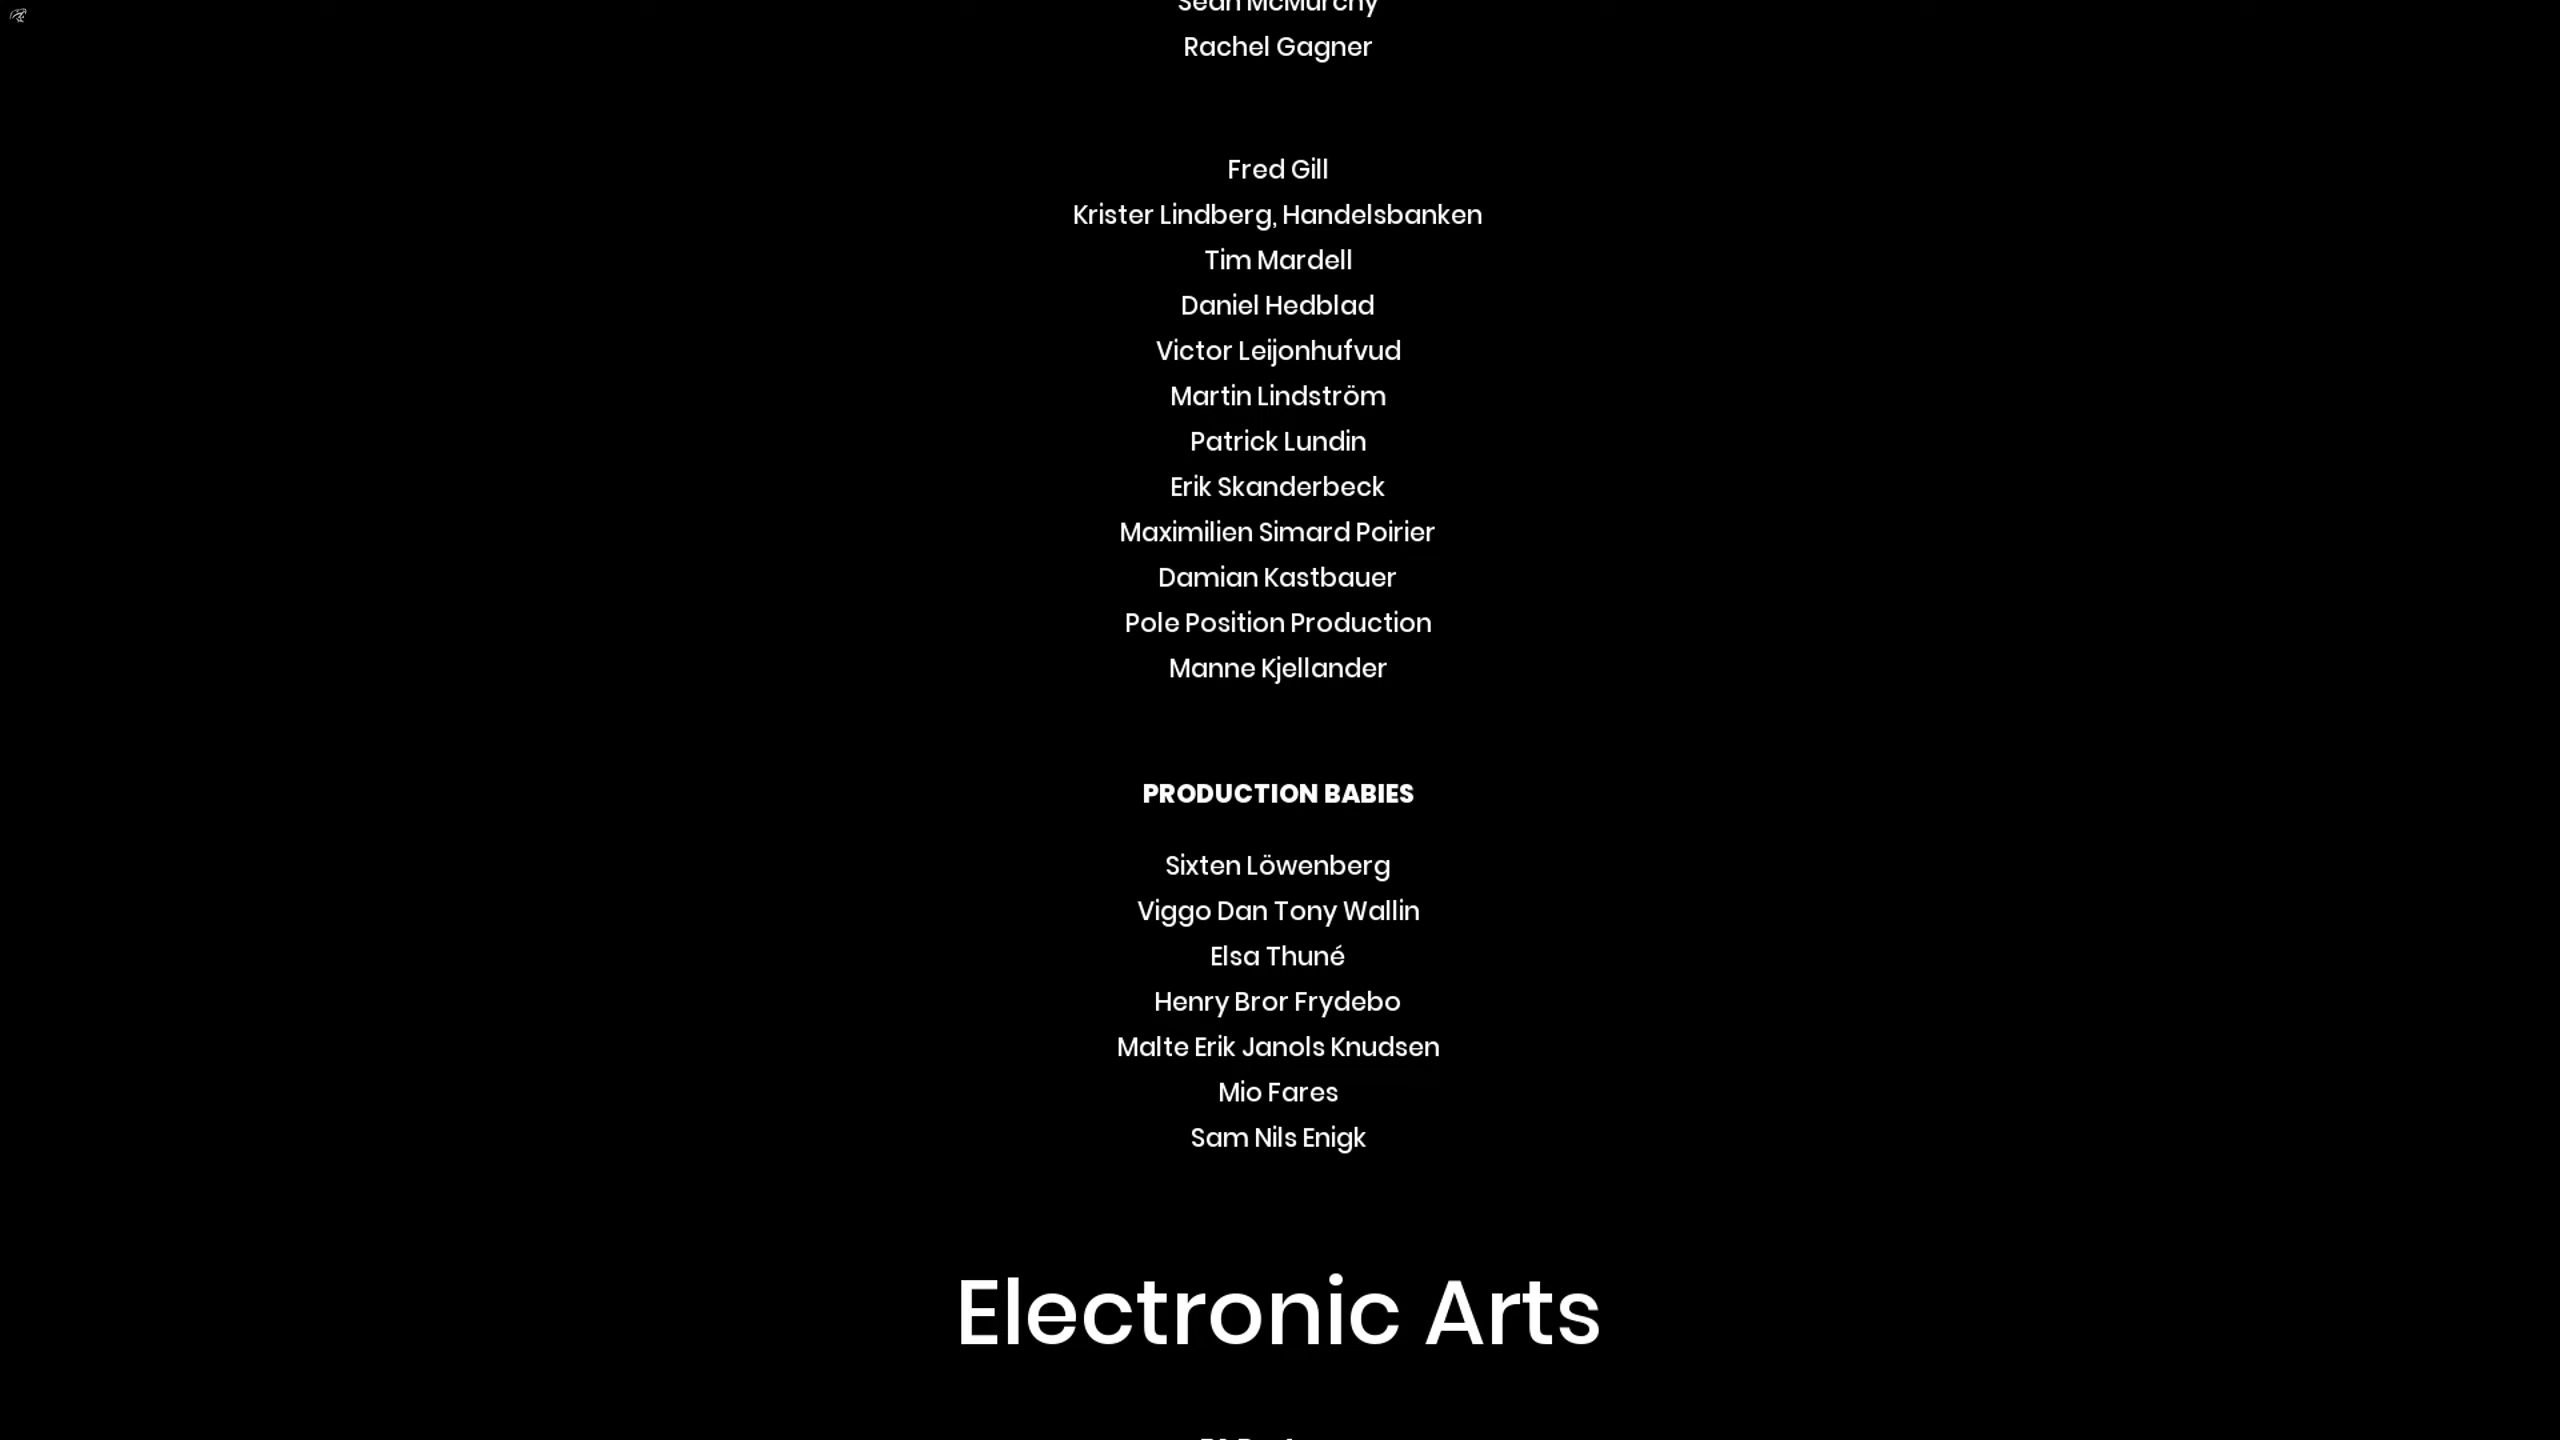 Sean McMurchy
Rachel Gagner
Fred Gill
Krister Lindberg, Handelsbanken
Tim Mardell
Daniel Hedblad
Victor Leijonhufvud
Martin Lindström
Patrick Lundin
Erik Skanderbeck
Maximilien Simard Poirier
Damian Kastbauer
Pole Position Production
Manne Kjellander
PRODUCTION BABIES
Sixten Löwenberg
Viggo Dan Tony Wallin
Elsa Thuné
Henry Bror Frydebo
Malte Erik Janols Knudsen
Mio Fares
Sam Nils Enigk
Electronic Arts